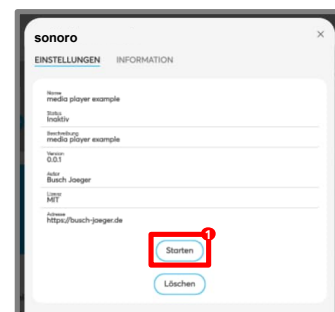 sonoro
×
EINSTELLUNGEN INFORMATION
Name
media player example
Status
Inaktiv
Beschreibung
media player example
Version
0.0.1
Autor
Busch Jaeger
Lizenz
MIT
Adresse
https://busch-jaeger.de
1
Starten
Löschen